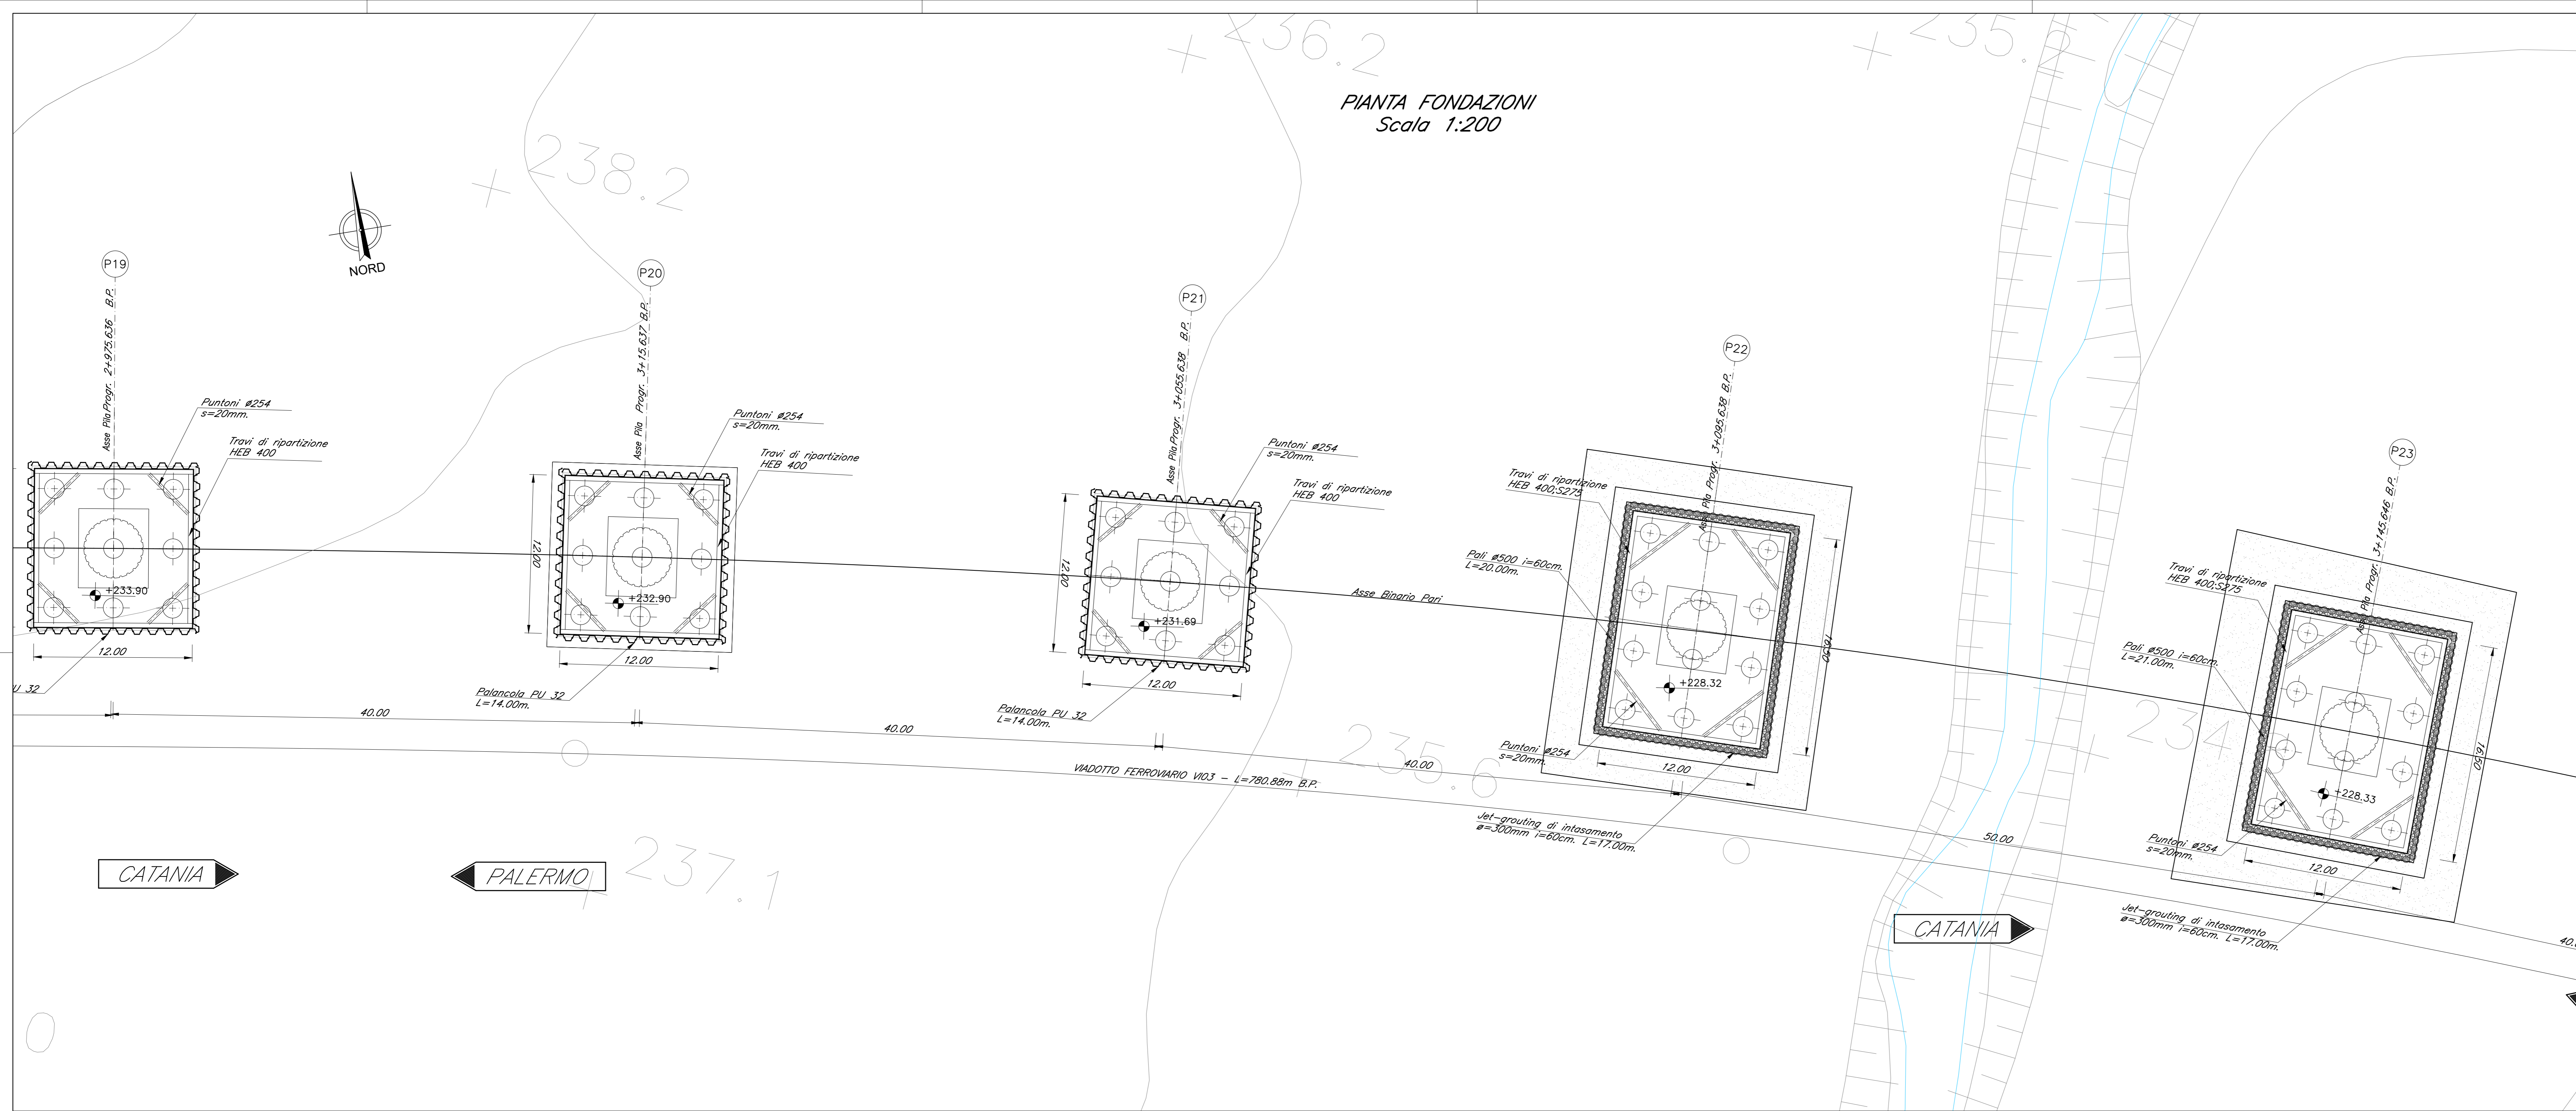 PIANTA FONDAZIONI
Scala 1:200
236.2
235.2
238.2
NORD
P19
Asse Pila Progr. 2+975.636 B.P.
Puntoni ø254
s=20mm.
Travi di ripartizione
HEB 400
+233.90
12.00
U 32
P20
Asse Pila Progr. 3+15.637 B.P.
Puntoni ø254
s=20mm.
Travi di ripartizione
HEB 400
12.00
+232.90
12.00
Palancola PU 32
L=14.00m.
P21
Asse Pila Progr. 3+055.638 B.P.
Puntoni ø254
s=20mm.
Travi di ripartizione
HEB 400
12.00
+231.69
12.00
Palancola PU 32
L=14.00m.
Asse Binario Pari
P22
Asse Pila Progr. 3+095.638 B.P.
Travi di ripartizione
HEB 400;S275
Pali ø500 i=60cm.
L=20.00m.
16.50
+228.32
Puntoni ø254
s=20mm.
12.00
Jet-grouting di intasamento
ø=300mm i=60cm. L=17.00m.
P23
Asse Pila Progr. 3+145.646 B.P.
Travi di ripartizione
HEB 400;S275
Pali ø500 i=60cm.
L=21.00m.
16.50
+228.33
Puntoni ø254
s=20mm.
12.00
Jet-grouting di intasamento
ø=300mm i=60cm. L=17.00m.
40.00
40.00
40.00
50.00
VIADOTTO FERROVIARIO VI03 - L=780.88m B.P.
235.6
234
237.1
CATANIA
PALERMO
CATANIA
0